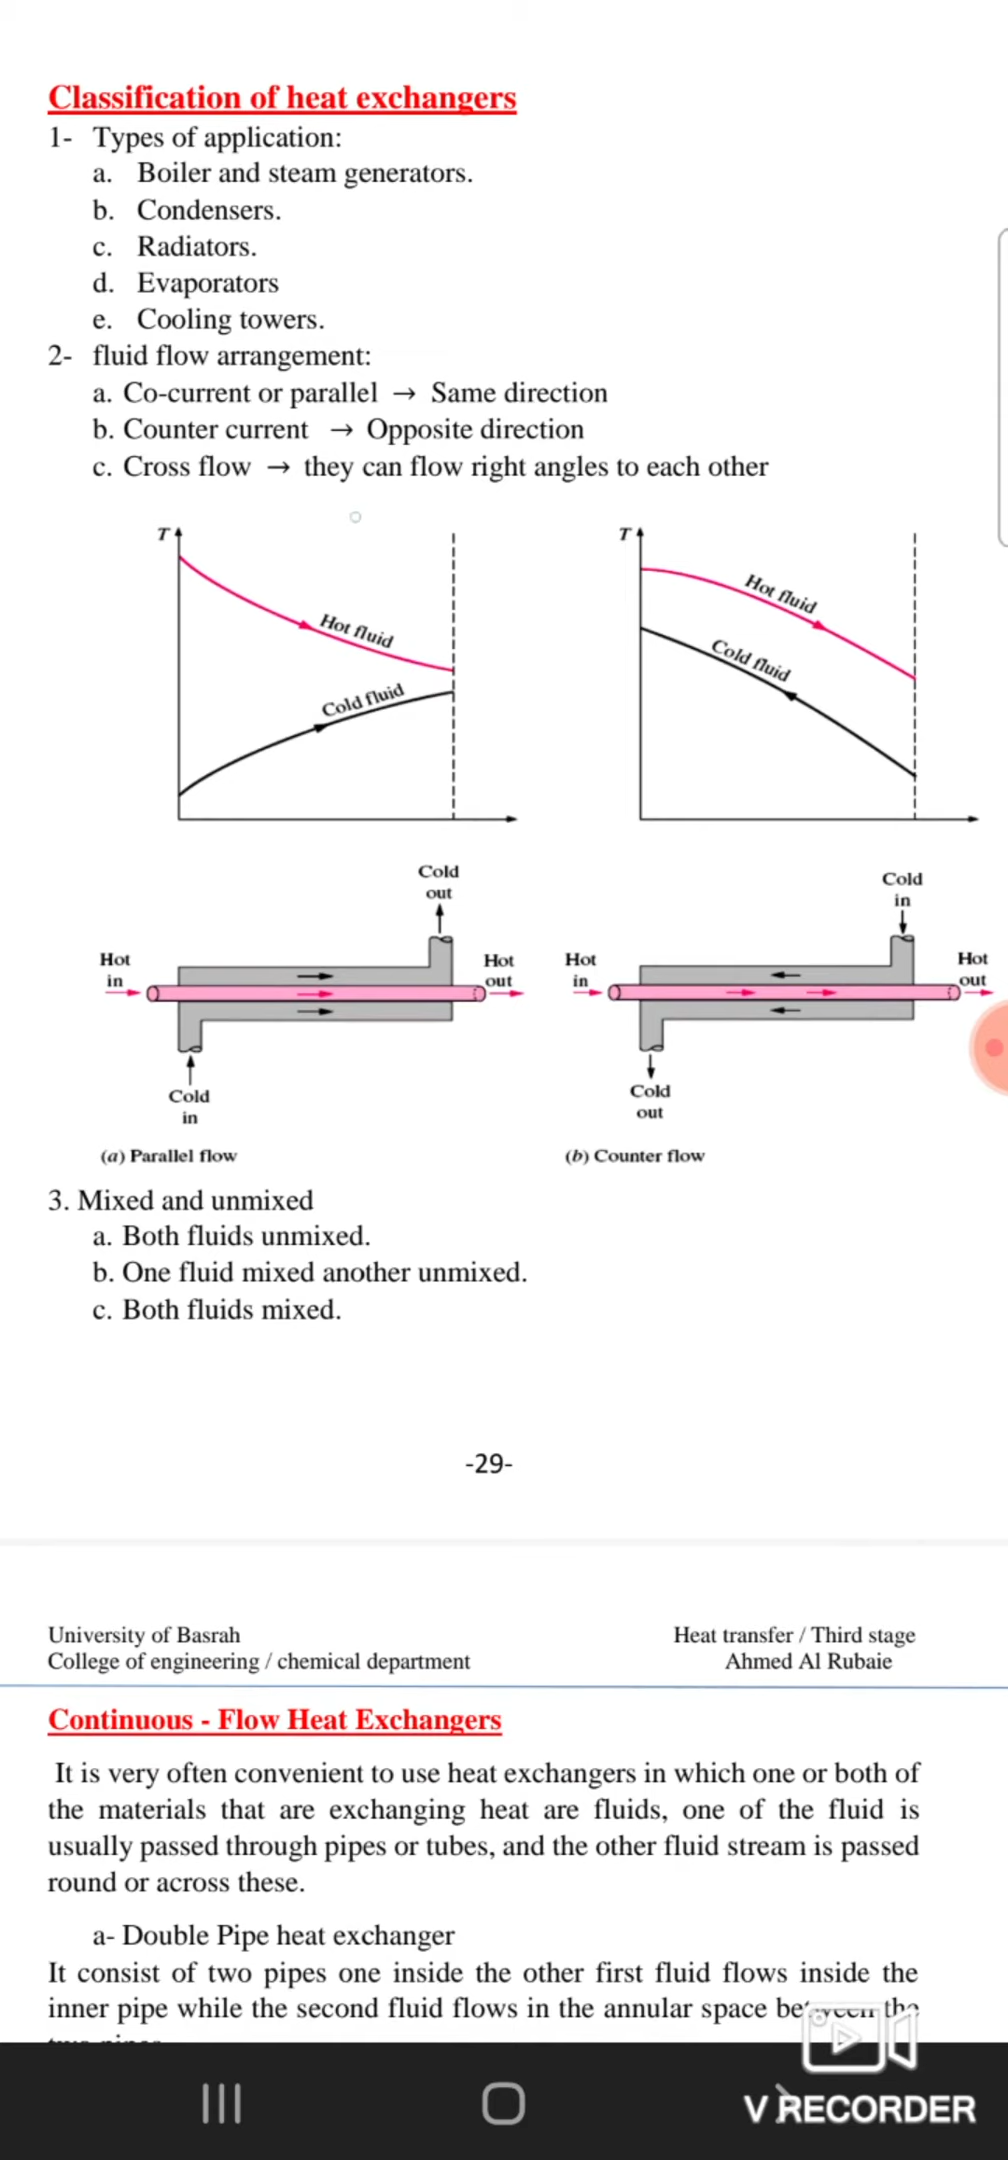 Classification of heat exchangers
1- Types of application:
a. Boiler and steam generators.
b. Condensers.
c. Radiators.
d. Evaporators
e. Cooling towers.
2- fluid flow arrangement:
a. Co-current or parallel → Same direction
b. Counter current → Opposite direction
c. Cross flow → they can flow right angles to each other
T
Hot fluid
Cold fluid
T
Hot fluid
Cold fluid
Cold
out
Hot
in
Hot
out
Cold
in
(a) Parallel flow
Cold
in
Hot
in
Hot
out
Cold
out
(b) Counter flow
3. Mixed and unmixed
a. Both fluids unmixed.
b. One fluid mixed another unmixed.
c. Both fluids mixed.
-29-
University of Basrah
Heat transfer / Third stage
College of engineering / chemical department
Ahmed Al Rubaie
Continuous - Flow Heat Exchangers
It is very often convenient to use heat exchangers in which one or both of
the materials that are exchanging heat are fluids, one of the fluid is
usually passed through pipes or tubes, and the other fluid stream is passed
round or across these.
a- Double Pipe heat exchanger
It consist of two pipes one inside the other first fluid flows inside the
inner pipe while the second fluid flows in the annular space between the
V RECORDER